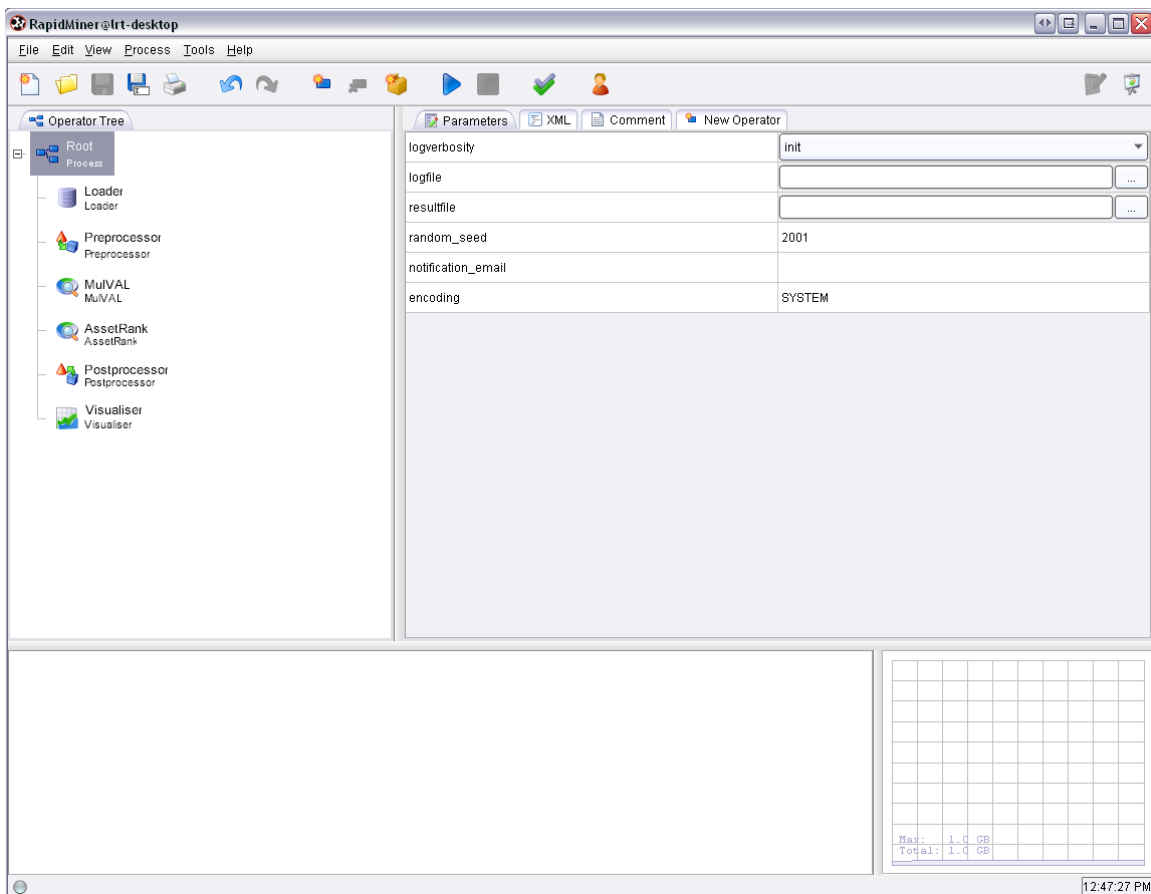 RapidMiner@lrt-desktop
File Edit View Process Tools Help
Operator Tree
Root
Process
Loader
Loader
Preprocessor
Preprocessor
MulVAL
MulVAL
AssetRank
AssetRank
Postprocessor
Postprocessor
Visualiser
Visualiser
Parameters XML Comment New Operator
logverbosity init
logfile ...
resultfile ...
random_seed 2001
notification_email
encoding SYSTEM
Max: 1.0 GB
Total: 1.0 GB
12:47:27 PM